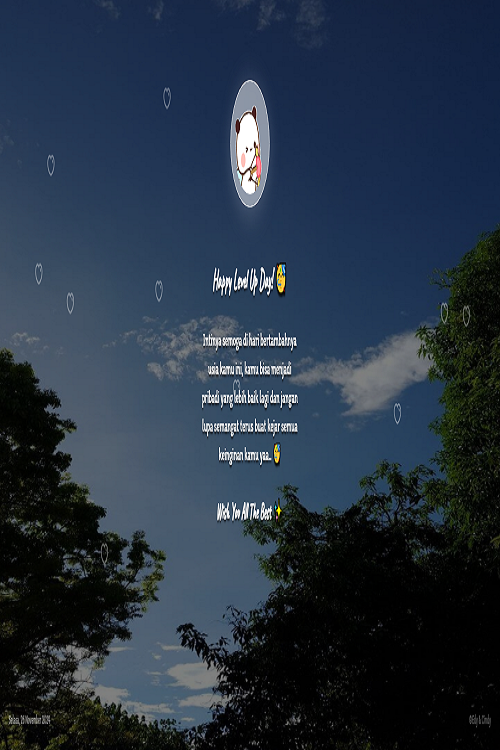 Happy Level Up Day! 🥳
Intinya semoga di hari bertambahnya
usia kamu ini, kamu bisa menjadi
pribadi yang lebih baik lagi dan jangan
lupa semangat terus buat kejar semua
keinginan kamu yaa.. 🥳
Wish You All The Best ✨